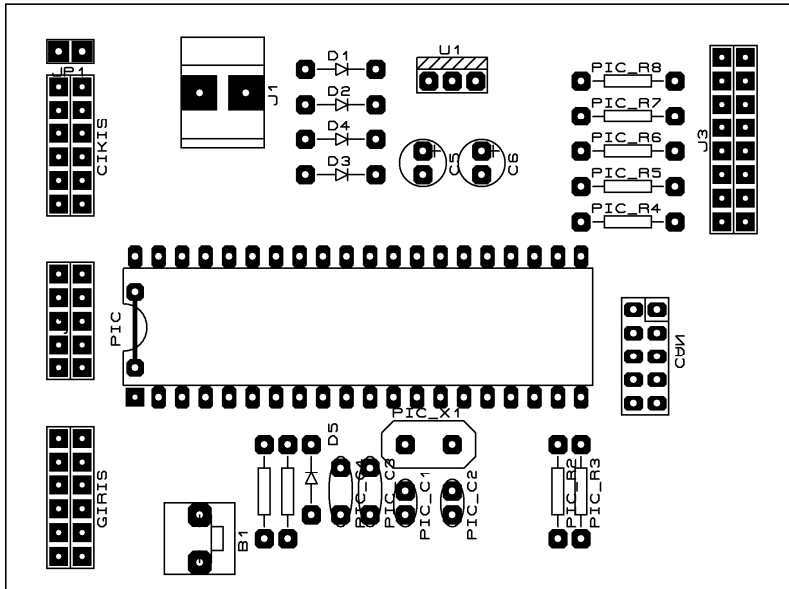 D1
U1
PIC_R8
JP1
J1
D2
PIC_R7
D4
PIC_R6
J3
CIKIS
D3
C5
C6
PIC_R5
PIC_R4
PIC
CAN
PIC_X1
D5
GIRIS
B1
PIC_C4
PIC_C3
PIC_C1
PIC_C2
PIC_R2
PIC_R3